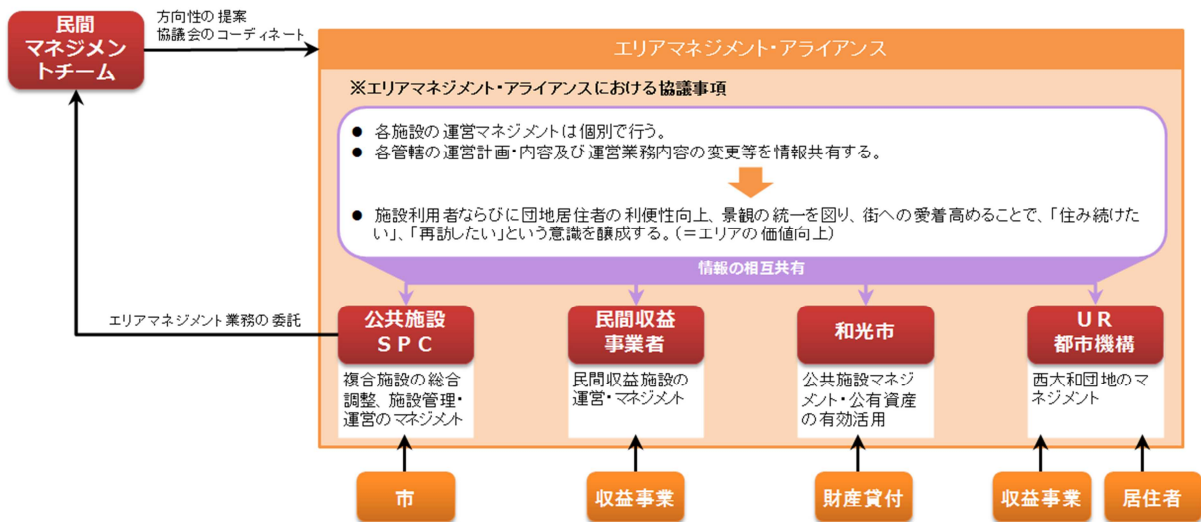 民間
マネジメン
トチーム
方向性の提案
協議会のコーディネート
エリアマネジメント・アライアンス
※エリアマネジメント・アライアンスにおける協議事項
● 各施設の運営マネジメントは個別で行う。
● 各管轄の運営計画・内容及び運営業務内容の変更等を情報共有する。
● 施設利用者ならびに団地居住者の利便性向上、景観の統一を図り、街への愛着高めることで、「住み続けた
い」、「再訪したい」という意識を醸成する。(=エリアの価値向上)
情報の相互共有
エリアマネジメント業務の委託
公共施設
SPC
複合施設の総合
調整、施設管理・
運営のマネジメント
民間収益
事業者
民間収益施設の
運営・マネジメント
和光市
公共施設マネジ
メント・公有資産
の有効活用
UR
都市機構
西大和団地のマ
ネジメント
市
収益事業
財産貸付
収益事業
居住者